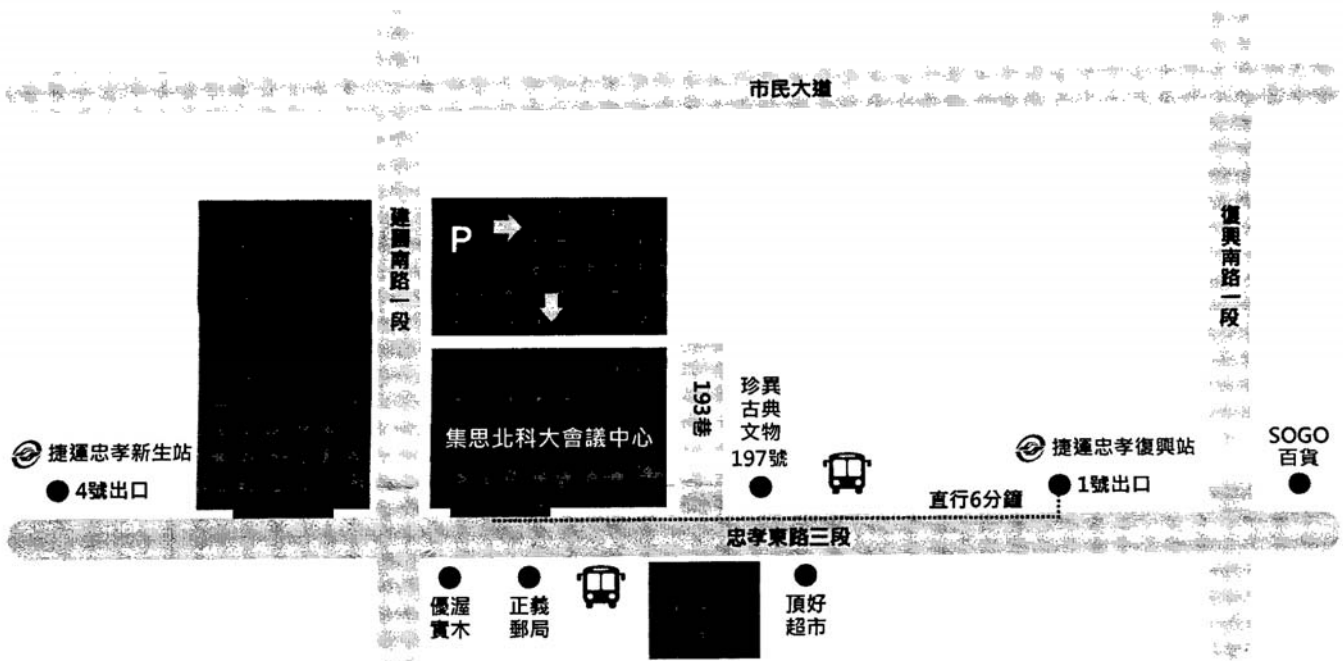 市民大道
建國南路一段
復興南路一段
P
集思北科大會議中心
193巷
珍異
古典
文物
197號
捷運忠孝新生站
4號出口
捷運忠孝復興站
1號出口
SOGO
百貨
直行6分鐘
忠孝東路三段
優渥
實木
正義
郵局
頂好
超市